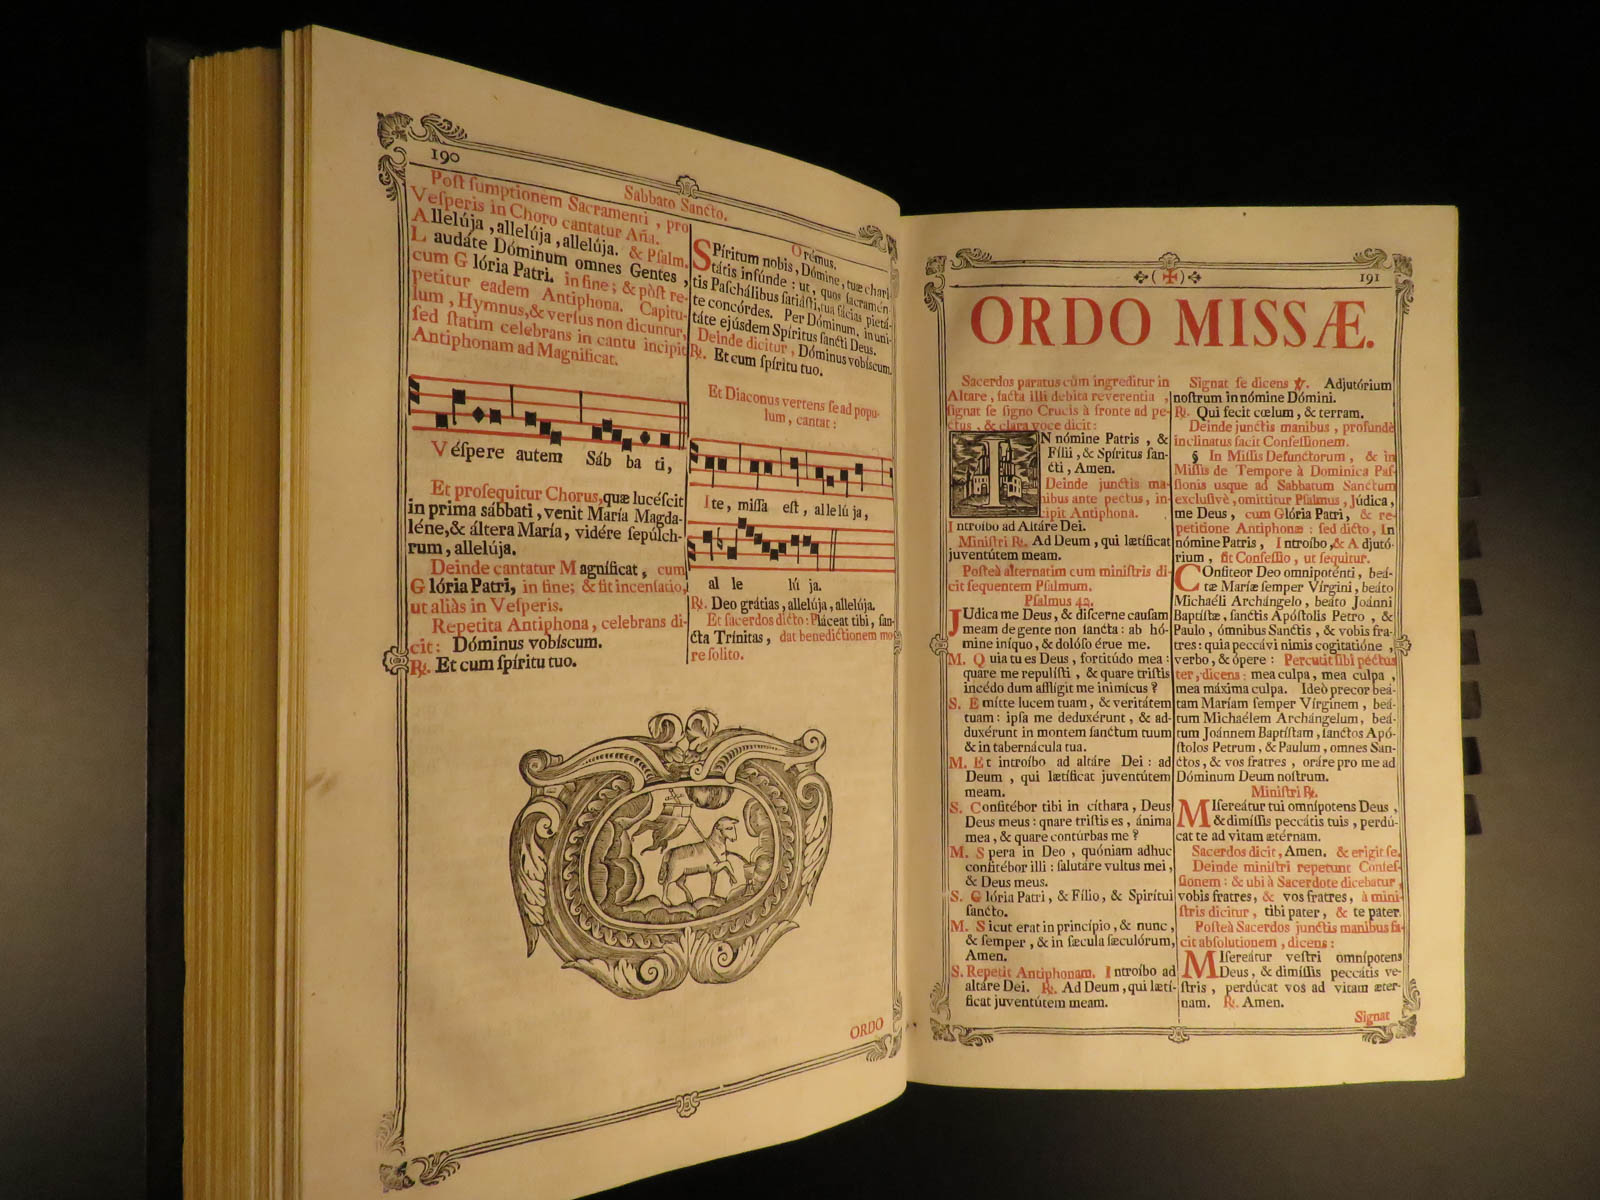 190
Sabbato Sancto.
Post sumptionem Sacramenti, pro
Vesperis in Choro cantatur Aña.
Allelúja, allelúja, allelúja. & Psalm.
Laudáte Dóminum omnes Gentes,
cum Glória Patri. in fine; & pòst re-
petitur eadem Antiphona. Capitu-
lum, Hymnus, & versus non dicuntur,
sed statim celebrans in cantu incipit
Antiphonam ad Magnificat.
Véspere autem Sáb ba ti,
Et prosequitur Chorus, quæ lucéscit
in prima sábbati, venit María Magda-
léne, & áltera María, vidére sepúlch-
rum, allelúja.
Deinde cantatur Magníficat, cum
Glória Patri, in fine; & fit incensatio,
ut aliàs in Vesperis.
Repetita Antiphona, celebrans di-
cit: Dóminus vobíscum.
℟. Et cum spíritu tuo.
Orémus.
SPíritum nobis, Dómine, tuæ chari-
tátis infúnde: ut, quos sacramén-
tis Paschálibus satiásti, tua fácias pietá-
te concórdes. Per Dóminum, in uni-
táte ejúsdem Spíritus sancti Deus.
Deinde dicitur, Dóminus vobíscum.
℟. Et cum spíritu tuo.
Et Diaconus vertens se ad popu-
lum, cantat:
Ite, missa est, allelú ja,
al le lú ja.
℟. Deo grátias, allelúja, allelúja.
Et sacerdos dicto: Pláceat tibi, san-
cta Trínitas, dat benedictionem mo-
re solito.
ORDO
191
ORDO MISSÆ.
Sacerdos paratus cùm ingreditur in
Altare, facta illi debita reverentia,
signat se signo Crucis à fronte ad pe-
ctus, & clara voce dicit:
IN nómine Patris, &
Fílii, & Spíritus san-
cti, Amen.
Deinde junctis ma-
nibus ante pectus, in-
cipit Antiphona.
Introíbo ad Altáre Dei.
Ministri ℟. Ad Deum, qui lætíficat
juventútem meam.
Posteà alternatim cum ministris di-
cit sequentem Psalmum.
Psalmus 42.
JUdica me Deus, & discerne causam
meam de gente non sancta: ab hó-
mine iníquo, & dolóso érue me.
M. Quia tu es Deus, fortitúdo mea:
quare me repulísti, & quare tristis
incédo dum afflígit me inimícus?
S. Emítte lucem tuam, & veritátem
tuam: ipsa me deduxérunt, & ad-
duxérunt in montem sanctum tuum
& in tabernácula tua.
M. Et introíbo ad altáre Dei: ad
Deum, qui lætíficat juventútem
meam.
S. Confitébor tibi in cíthara, Deus
Deus meus: quare tristis es, ánima
mea, & quare contúrbas me?
M. Spera in Deo, quóniam adhuc
confitébor illi: salutáre vultus mei,
& Deus meus.
S. Glória Patri, & Fílio, & Spirítui
sancto.
M. Sicut erat in princípio, & nunc,
& semper, & in sæcula sæculórum,
Amen.
S. Repetit Antiphonam. Introíbo ad
altáre Dei. ℟. Ad Deum, qui lætí-
ficat juventútem meam.
Signat se dicens ℣. Adjutórium
nostrum in nómine Dómini.
℟. Qui fecit cœlum, & terram.
Deinde junctis manibus, profundè
inclinatus facit Confessionem.
§ In Missis Defunctorum, & in
Missis de Tempore à Dominica Pas-
sionis usque ad Sabbatum Sanctum
exclusivè, omittitur Psalmus, Júdica,
me Deus, cum Glória Patri, & re-
petitione Antiphonæ: sed dicto, In
nómine Patris, Introíbo, & Adjutó-
rium, fit Confessio, ut sequitur.
COnfíteor Deo omnipoténti, beá-
tæ Maríæ semper Vírgini, beáto
Michaéli Archángelo, beáto Joánni
Baptístæ, sanctis Apóstolis Petro, &
Paulo, ómnibus Sanctis, & vobis fra-
tres: quia peccávi nimis cogitatióne,
verbo, & ópere: Percutit sibi pectus
ter, dicens: mea culpa, mea culpa,
mea máxima culpa. Ideò precor beá-
tam Maríam semper Vírginem, beá-
tum Michaélem Archángelum, beá-
tum Joánnem Baptístam, sanctos Apó-
stolos Petrum, & Paulum, omnes San-
ctos, & vos fratres, oráre pro me ad
Dóminum Deum nostrum.
Ministri ℟.
MIsereátur tui omnípotens Deus,
& dimíssis peccátis tuis, perdú-
cat te ad vitam ætérnam.
Sacerdos dicit, Amen. & erigit se.
Deinde ministri repetunt Confes-
sionem: & ubi à Sacerdote dicebatur,
vobis fratres, & vos fratres, à mini-
stris dicitur, tibi pater, & te pater.
Posteà Sacerdos junctis manibus fa-
cit absolutionem, dicens:
MIsereátur vestri omnípotens
Deus, & dimíssis peccátis ve-
stris, perdúcat vos ad vitam æter-
nam. ℟. Amen.
Signat